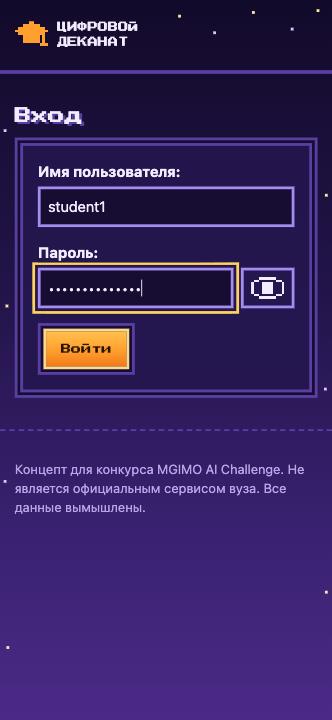 ЦИФРОВОЙ
ДЕКАНАТ
Вход
Имя пользователя:
student1
Пароль:
••••••••••••••
Войти
Концепт для конкурса MGIMO AI Challenge. Не
является официальным сервисом вуза. Все
данные вымышлены.